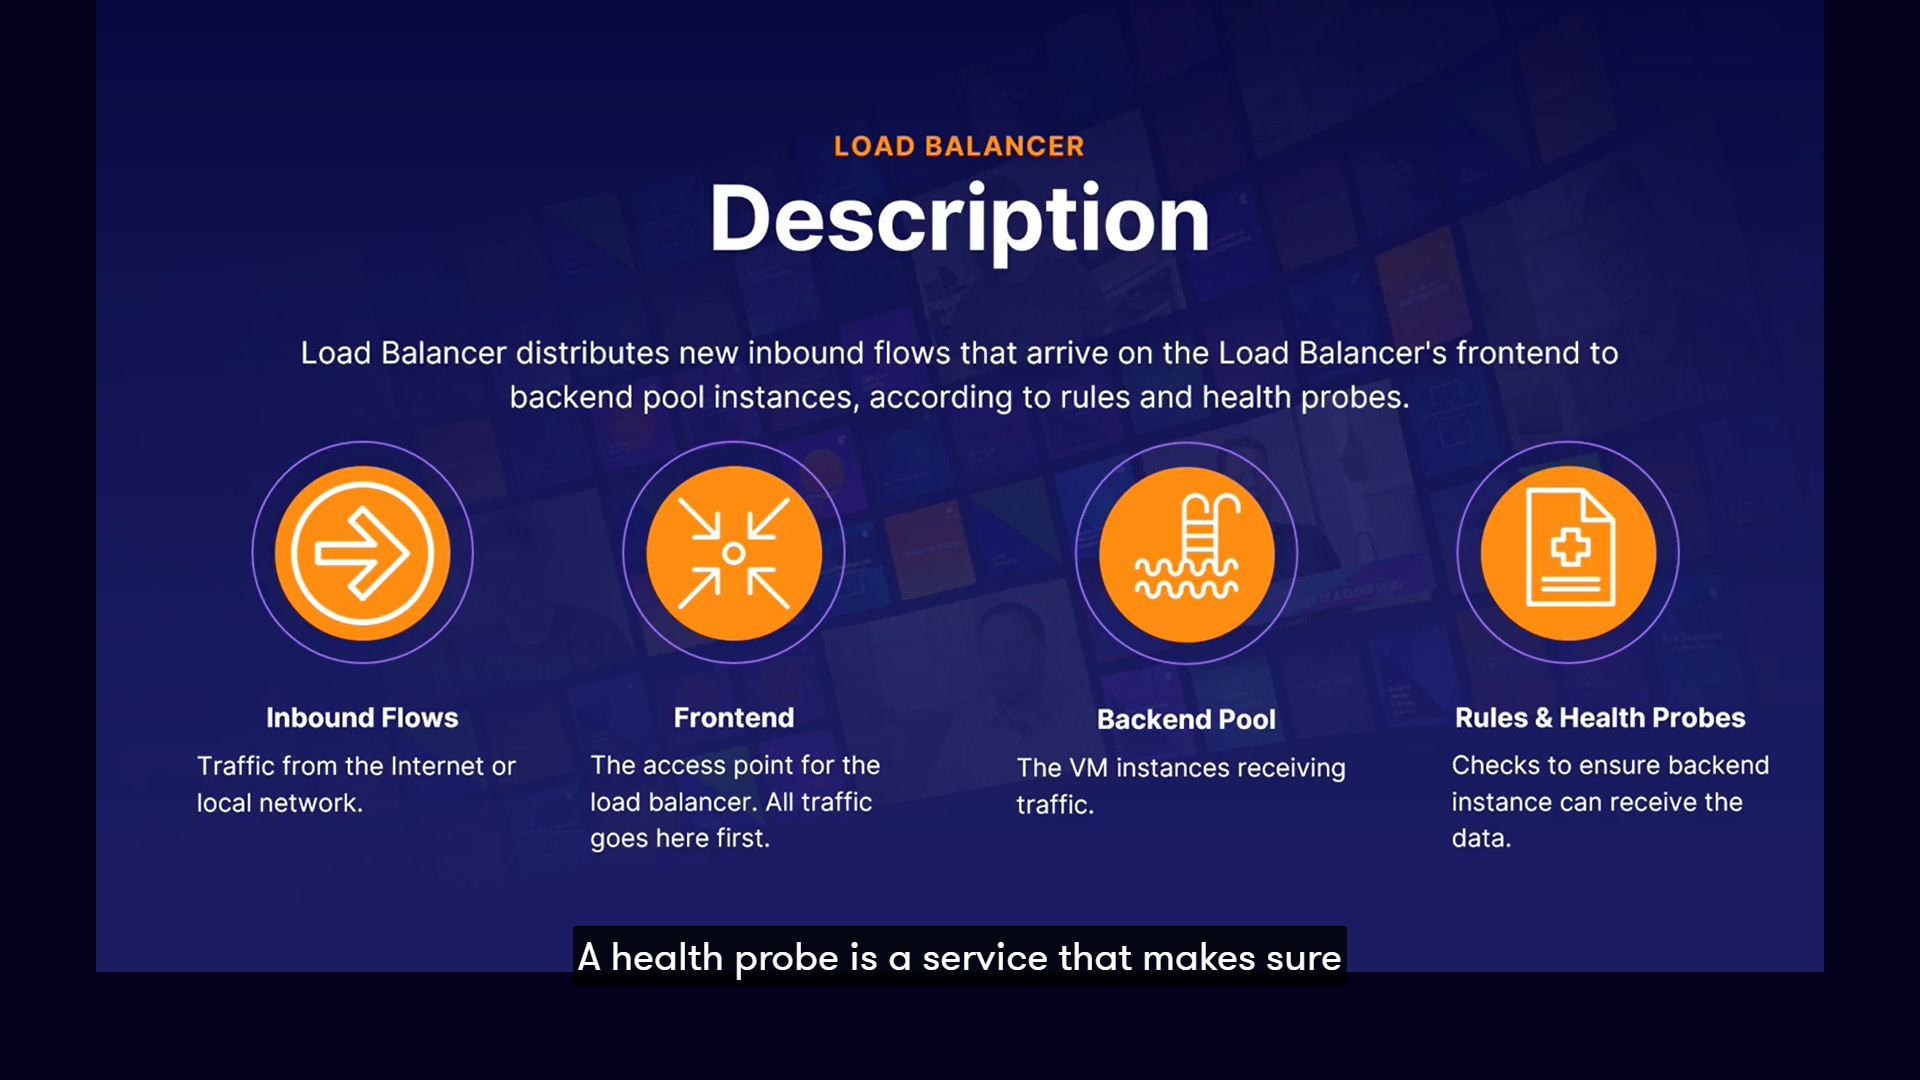 LOAD BALANCER
Description
Load Balancer distributes new inbound flows that arrive on the Load Balancer's frontend to
backend pool instances, according to rules and health probes.
Inbound Flows
Traffic from the Internet or
local network.
Frontend
The access point for the
load balancer. All traffic
goes here first.
Backend Pool
The VM instances receiving
traffic.
Rules & Health Probes
Checks to ensure backend
instance can receive the
data.
A health probe is a service that makes sure